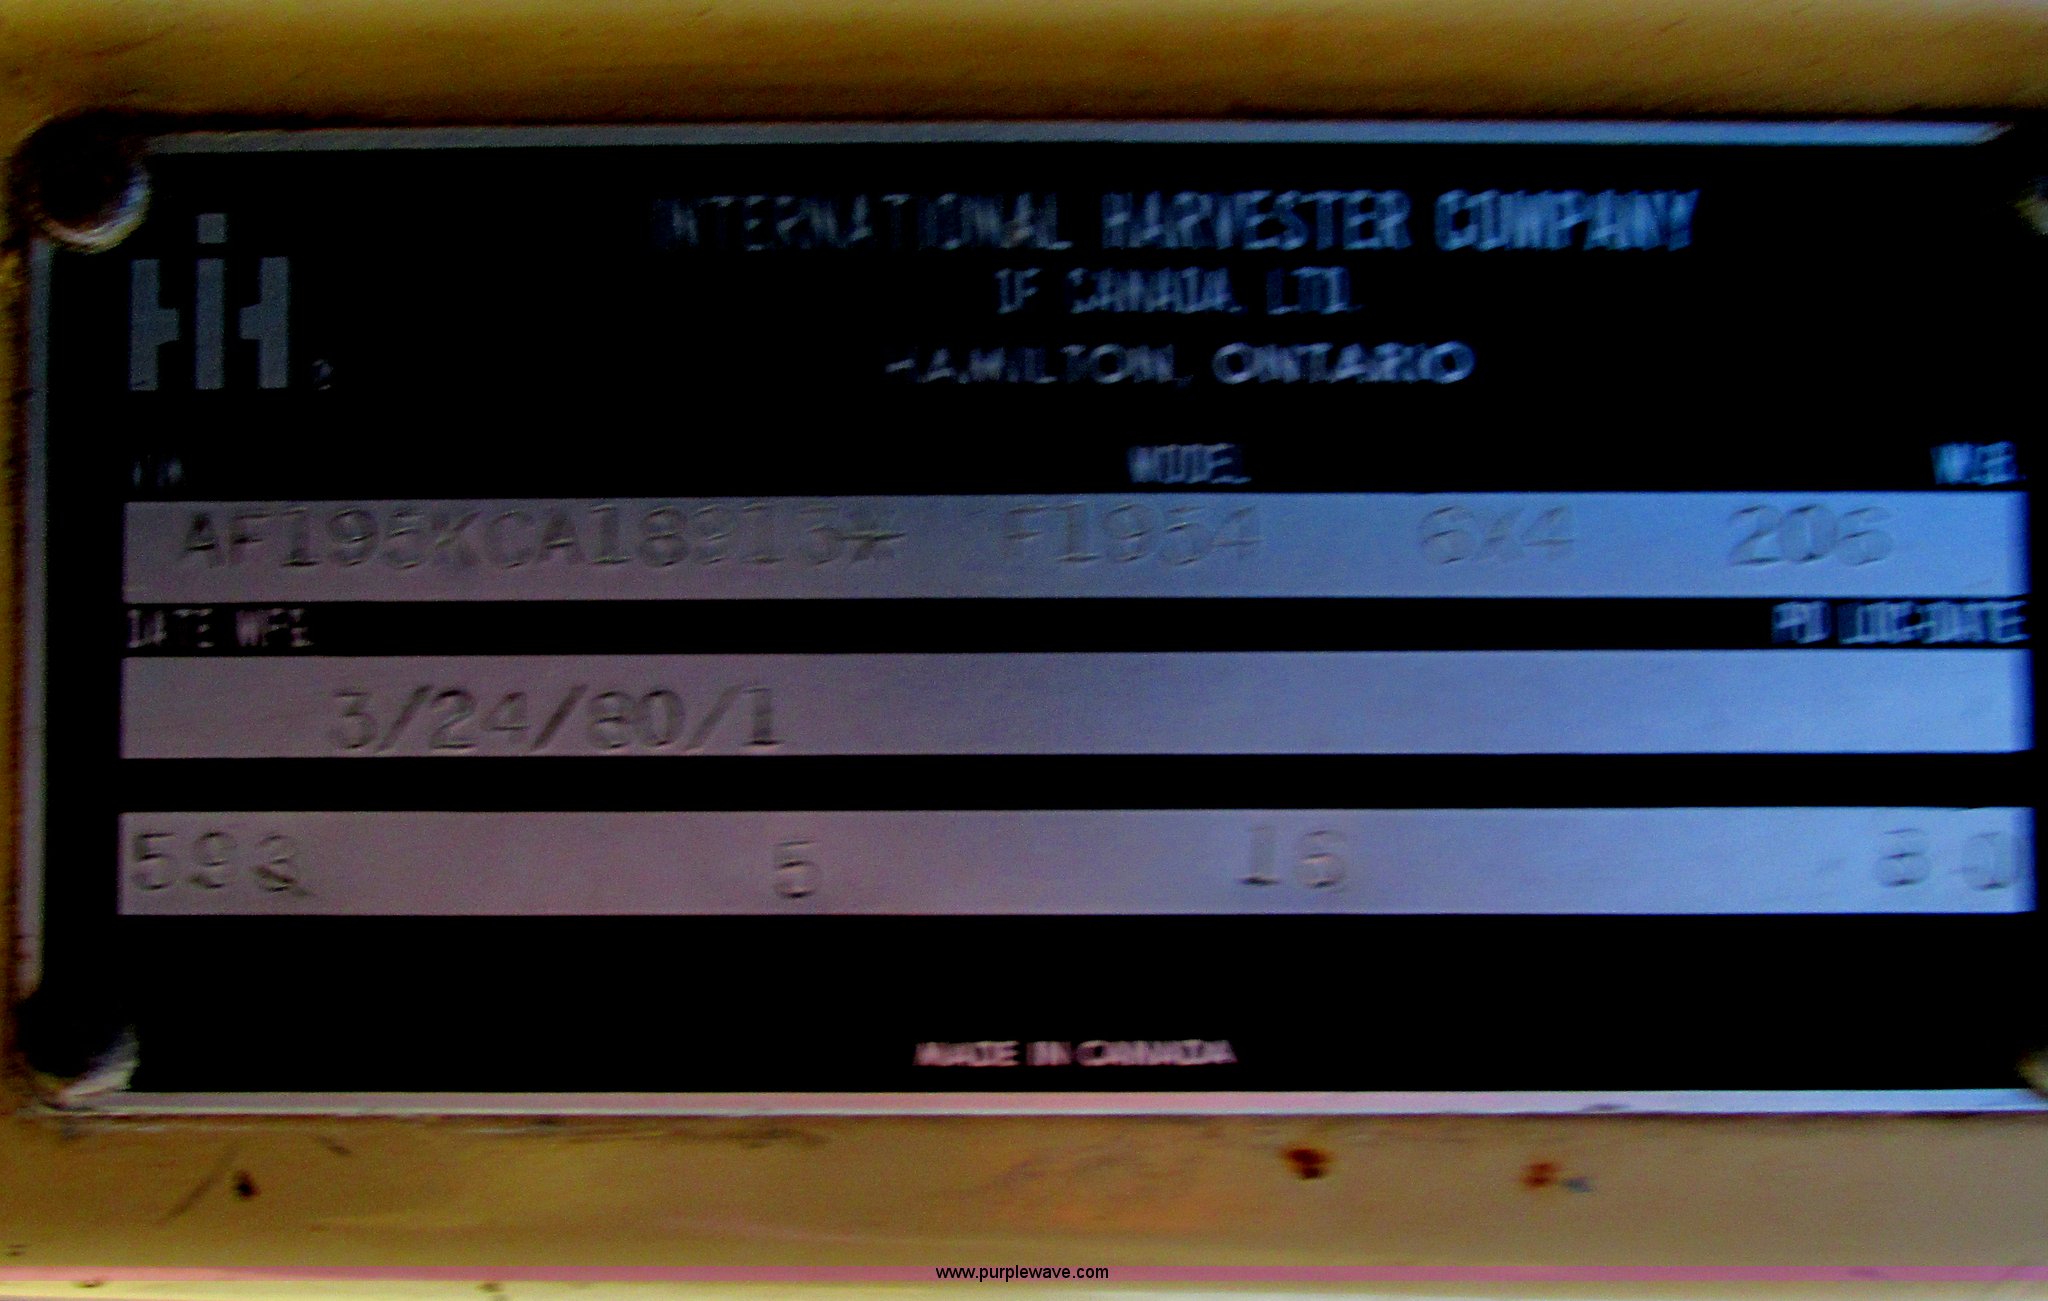 INTERNATIONAL HARVESTER COMPANY
OF CANADA, LTD.
HAMILTON, ONTARIO
VIN MODEL W.B.
AF195KCA18913* F1954 6X4 206
DATE MFD.
3/24/80/1
593 5 16
MADE IN CANADA
www.purplewave.com